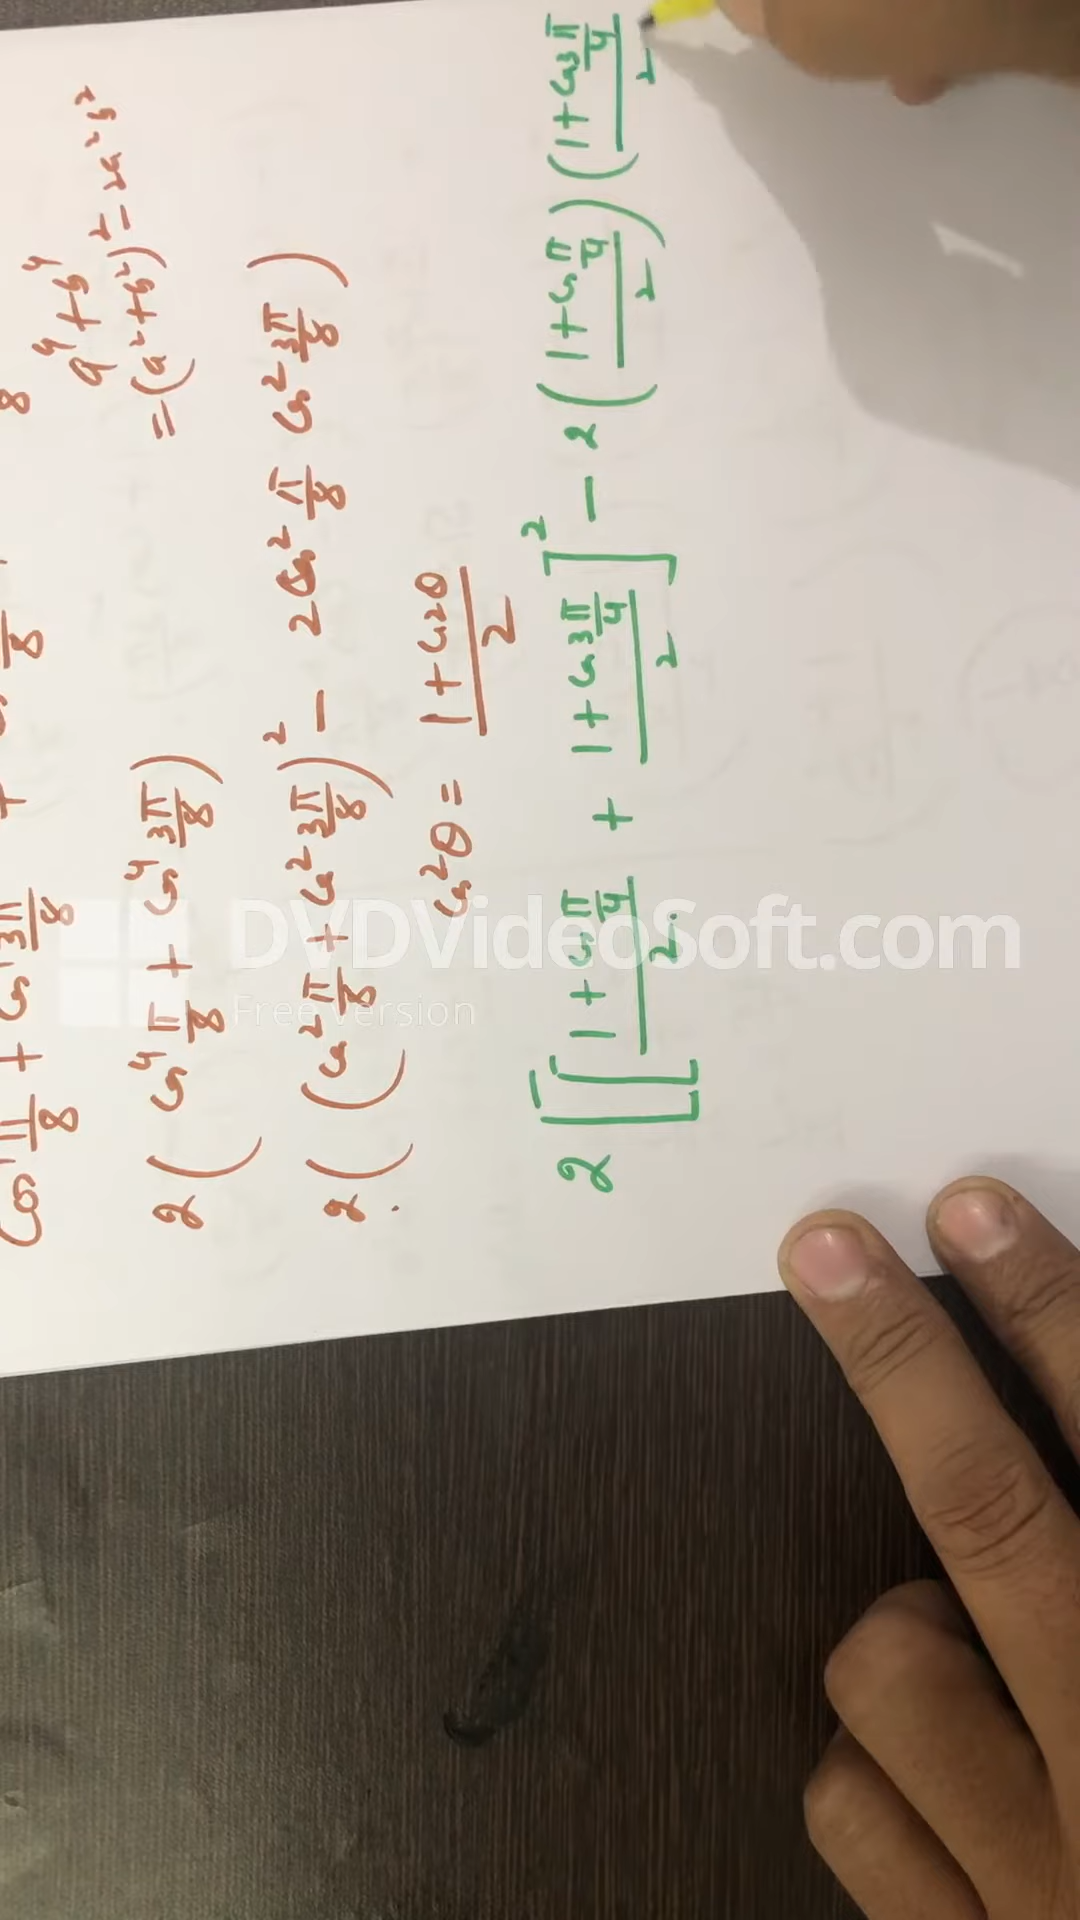 cos⁴ π/8 + cos⁴ 3π/8 +
2 ( cos⁴ π/8 + cos⁴ 3π/8 )
a⁴ + b⁴
= (a² + b²)² - 2a²b²
2 ( ( cos² π/8 + cos² 3π/8 )² - 2cos² π/8 cos² 3π/8 )
cos²θ = (1 + cos2θ)/2
2 [ [ (1 + cos π/4)/2 + (1 + cos 3π/4)/2 ]² - 2 ( (1 + cos π/4)/2 ) ( (1 + cos 3π/4)/2
DVDVideoSoft.com
Free Version